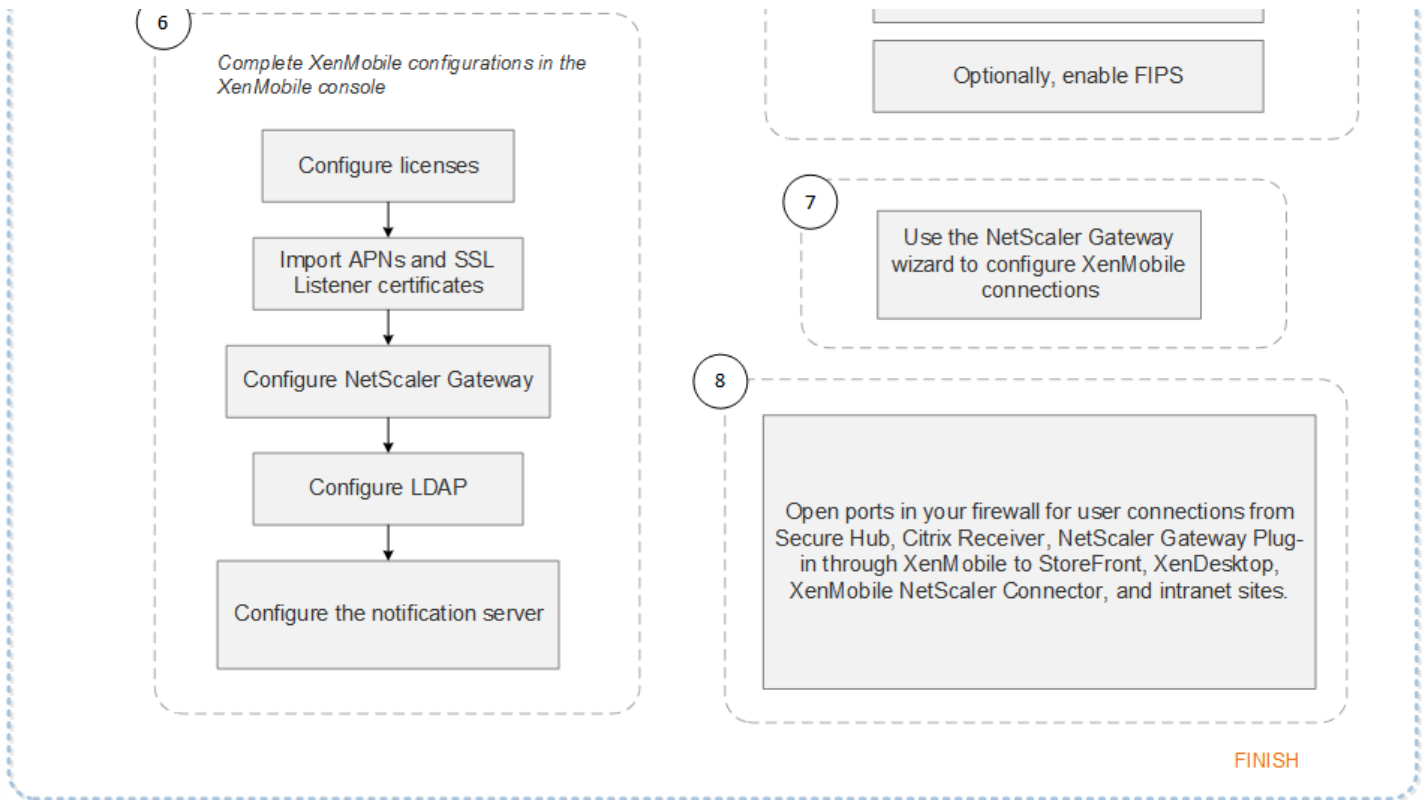 6
Complete XenMobile configurations in the
XenMobile console
Configure licenses
Import APNs and SSL
Listener certificates
Configure NetScaler Gateway
Configure LDAP
Configure the notification server
Optionally, enable FIPS
7
Use the NetScaler Gateway
wizard to configure XenMobile
connections
8
Open ports in your firewall for user connections from
Secure Hub, Citrix Receiver, NetScaler Gateway Plug-
in through XenMobile to StoreFront, XenDesktop,
XenMobile NetScaler Connector, and intranet sites.
FINISH